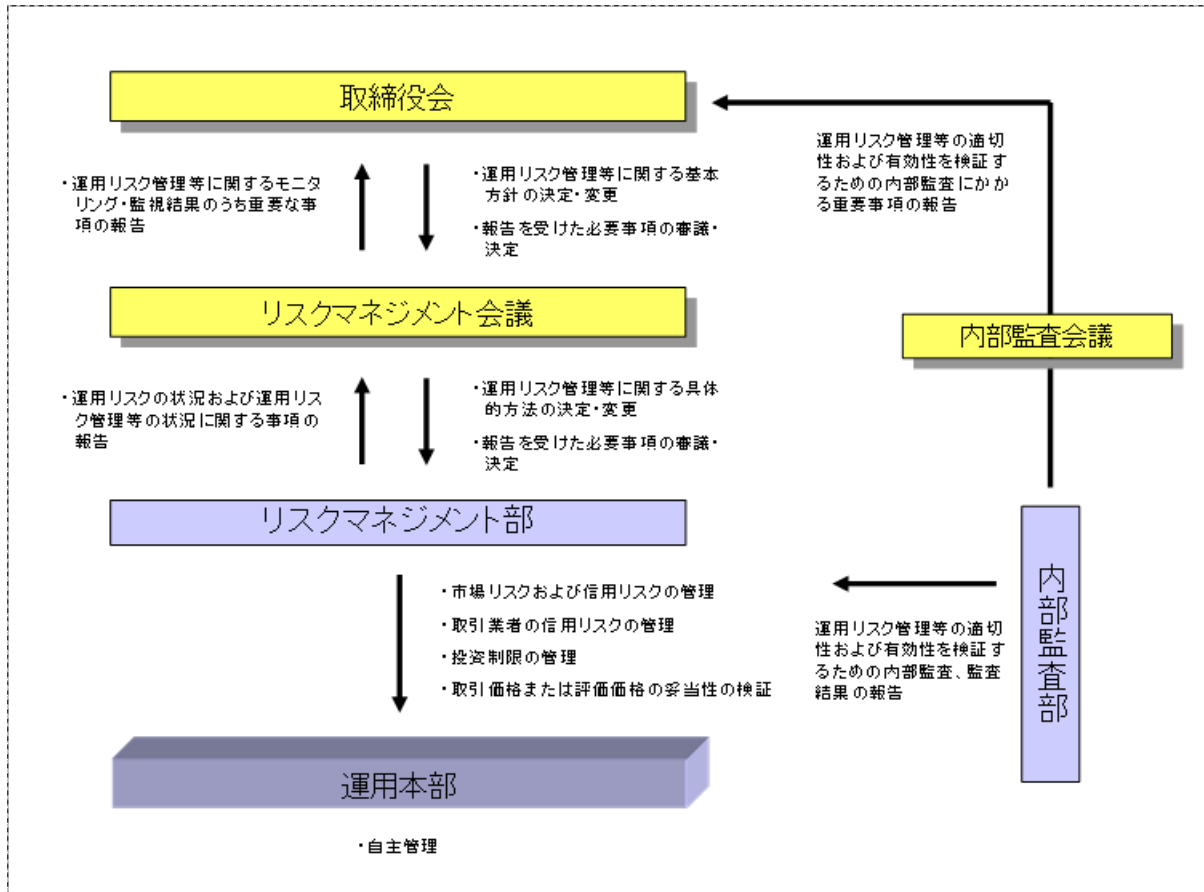 取締役会
・運用リスク管理等に関するモニタ
リング・監視結果のうち重要な事
項の報告
・運用リスク管理等に関する基本
方針の決定・変更
・報告を受けた必要事項の審議・
決定
運用リスク管理等の適切
性および有効性を検証す
るための内部監査にかか
る重要事項の報告
リスクマネジメント会議
内部監査会議
・運用リスクの状況および運用リス
ク管理等の状況に関する事項の
報告
・運用リスク管理等に関する具体
的方法の決定・変更
・報告を受けた必要事項の審議・
決定
リスクマネジメント部
・市場リスクおよび信用リスクの管理
・取引業者の信用リスクの管理
・投資制限の管理
・取引価格または評価価格の妥当性の検証
運用リスク管理等の適切
性および有効性を検証す
るための内部監査、監査
結果の報告
内部監査部
運用本部
・自主管理